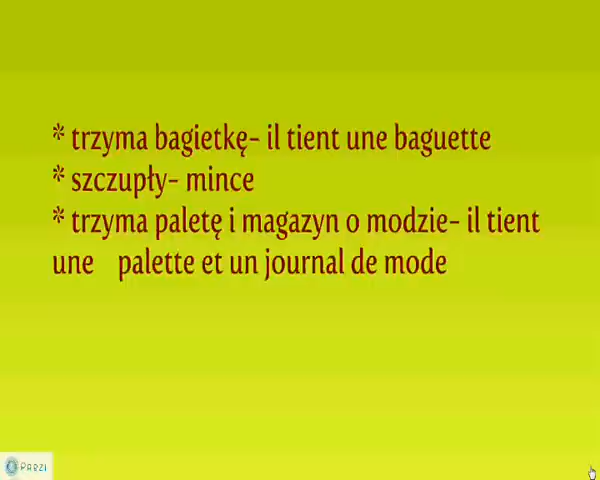 * trzyma bagietkę- il tient une baguette
* szczupły- mince
* trzyma paletę i magazyn o modzie- il tient
une palette et un journal de mode
Prezi